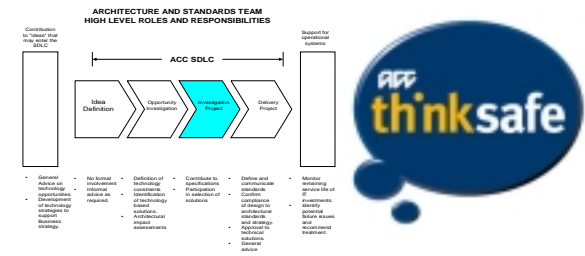 ARCHITECTURE AND STANDARDS TEAM
HIGH LEVEL ROLES AND RESPONSIBILITIES
Contribution
to "ideas" that
may enter the
SDLC
ACC SDLC
Support for
operational
systems
Idea
Definition
Opportunity
Investigation
Investigation
Project
Delivery
Project
• General
Advice on
technology
opportunities.
• Development
of technology
strategies to
support
Business
strategy.
• No formal
involvement
• Informal
advice as
required.
• Definition of
technology
constraints
• Identification
of technology
based
solutions.
• Architectural
impact
assessments
• Contribute to
specifications
• Participation
in selection of
solutions
• Define and
communicate
standards
• Confirm
compliance
of design to
architectural
standards
and strategy.
• Approval to
technical
solutions.
• General
advice
• Monitor
remaining
service life of
IT
investments.
• Identify
potential
failure issues
and
recommend
treatment.
ACC
thinksafe